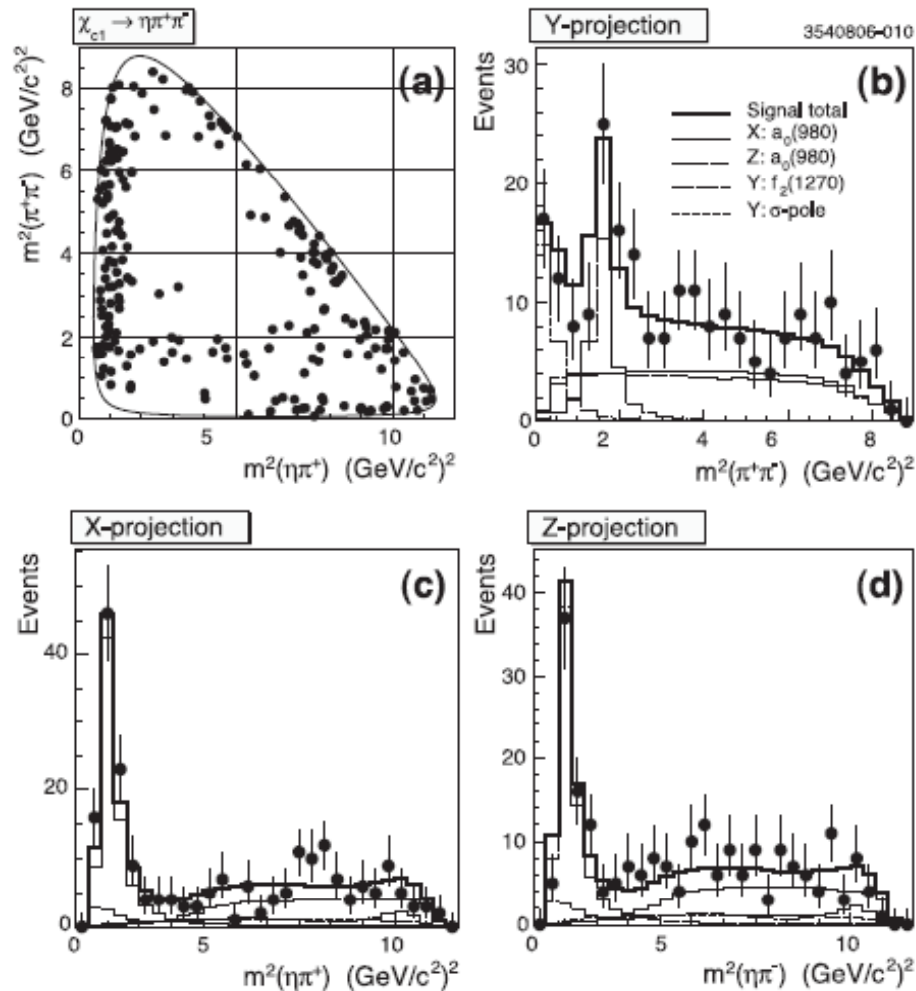 χc1 → ηπ⁺π⁻
(a)
m²(π⁺π⁻) (GeV/c²)²
8
6
4
2
0
0
5
10
m²(ηπ⁺) (GeV/c²)²
Y-projection
3540806-010
(b)
Events
30
20
10
0
Signal total
X: a₀(980)
Z: a₀(980)
Y: f₂(1270)
Y: σ-pole
0
2
4
6
8
m²(π⁺π⁻) (GeV/c²)²
X-projection
(c)
Events
40
20
0
0
5
10
m²(ηπ⁺) (GeV/c²)²
Z-projection
(d)
Events
40
30
20
10
0
0
5
10
m²(ηπ⁻) (GeV/c²)²